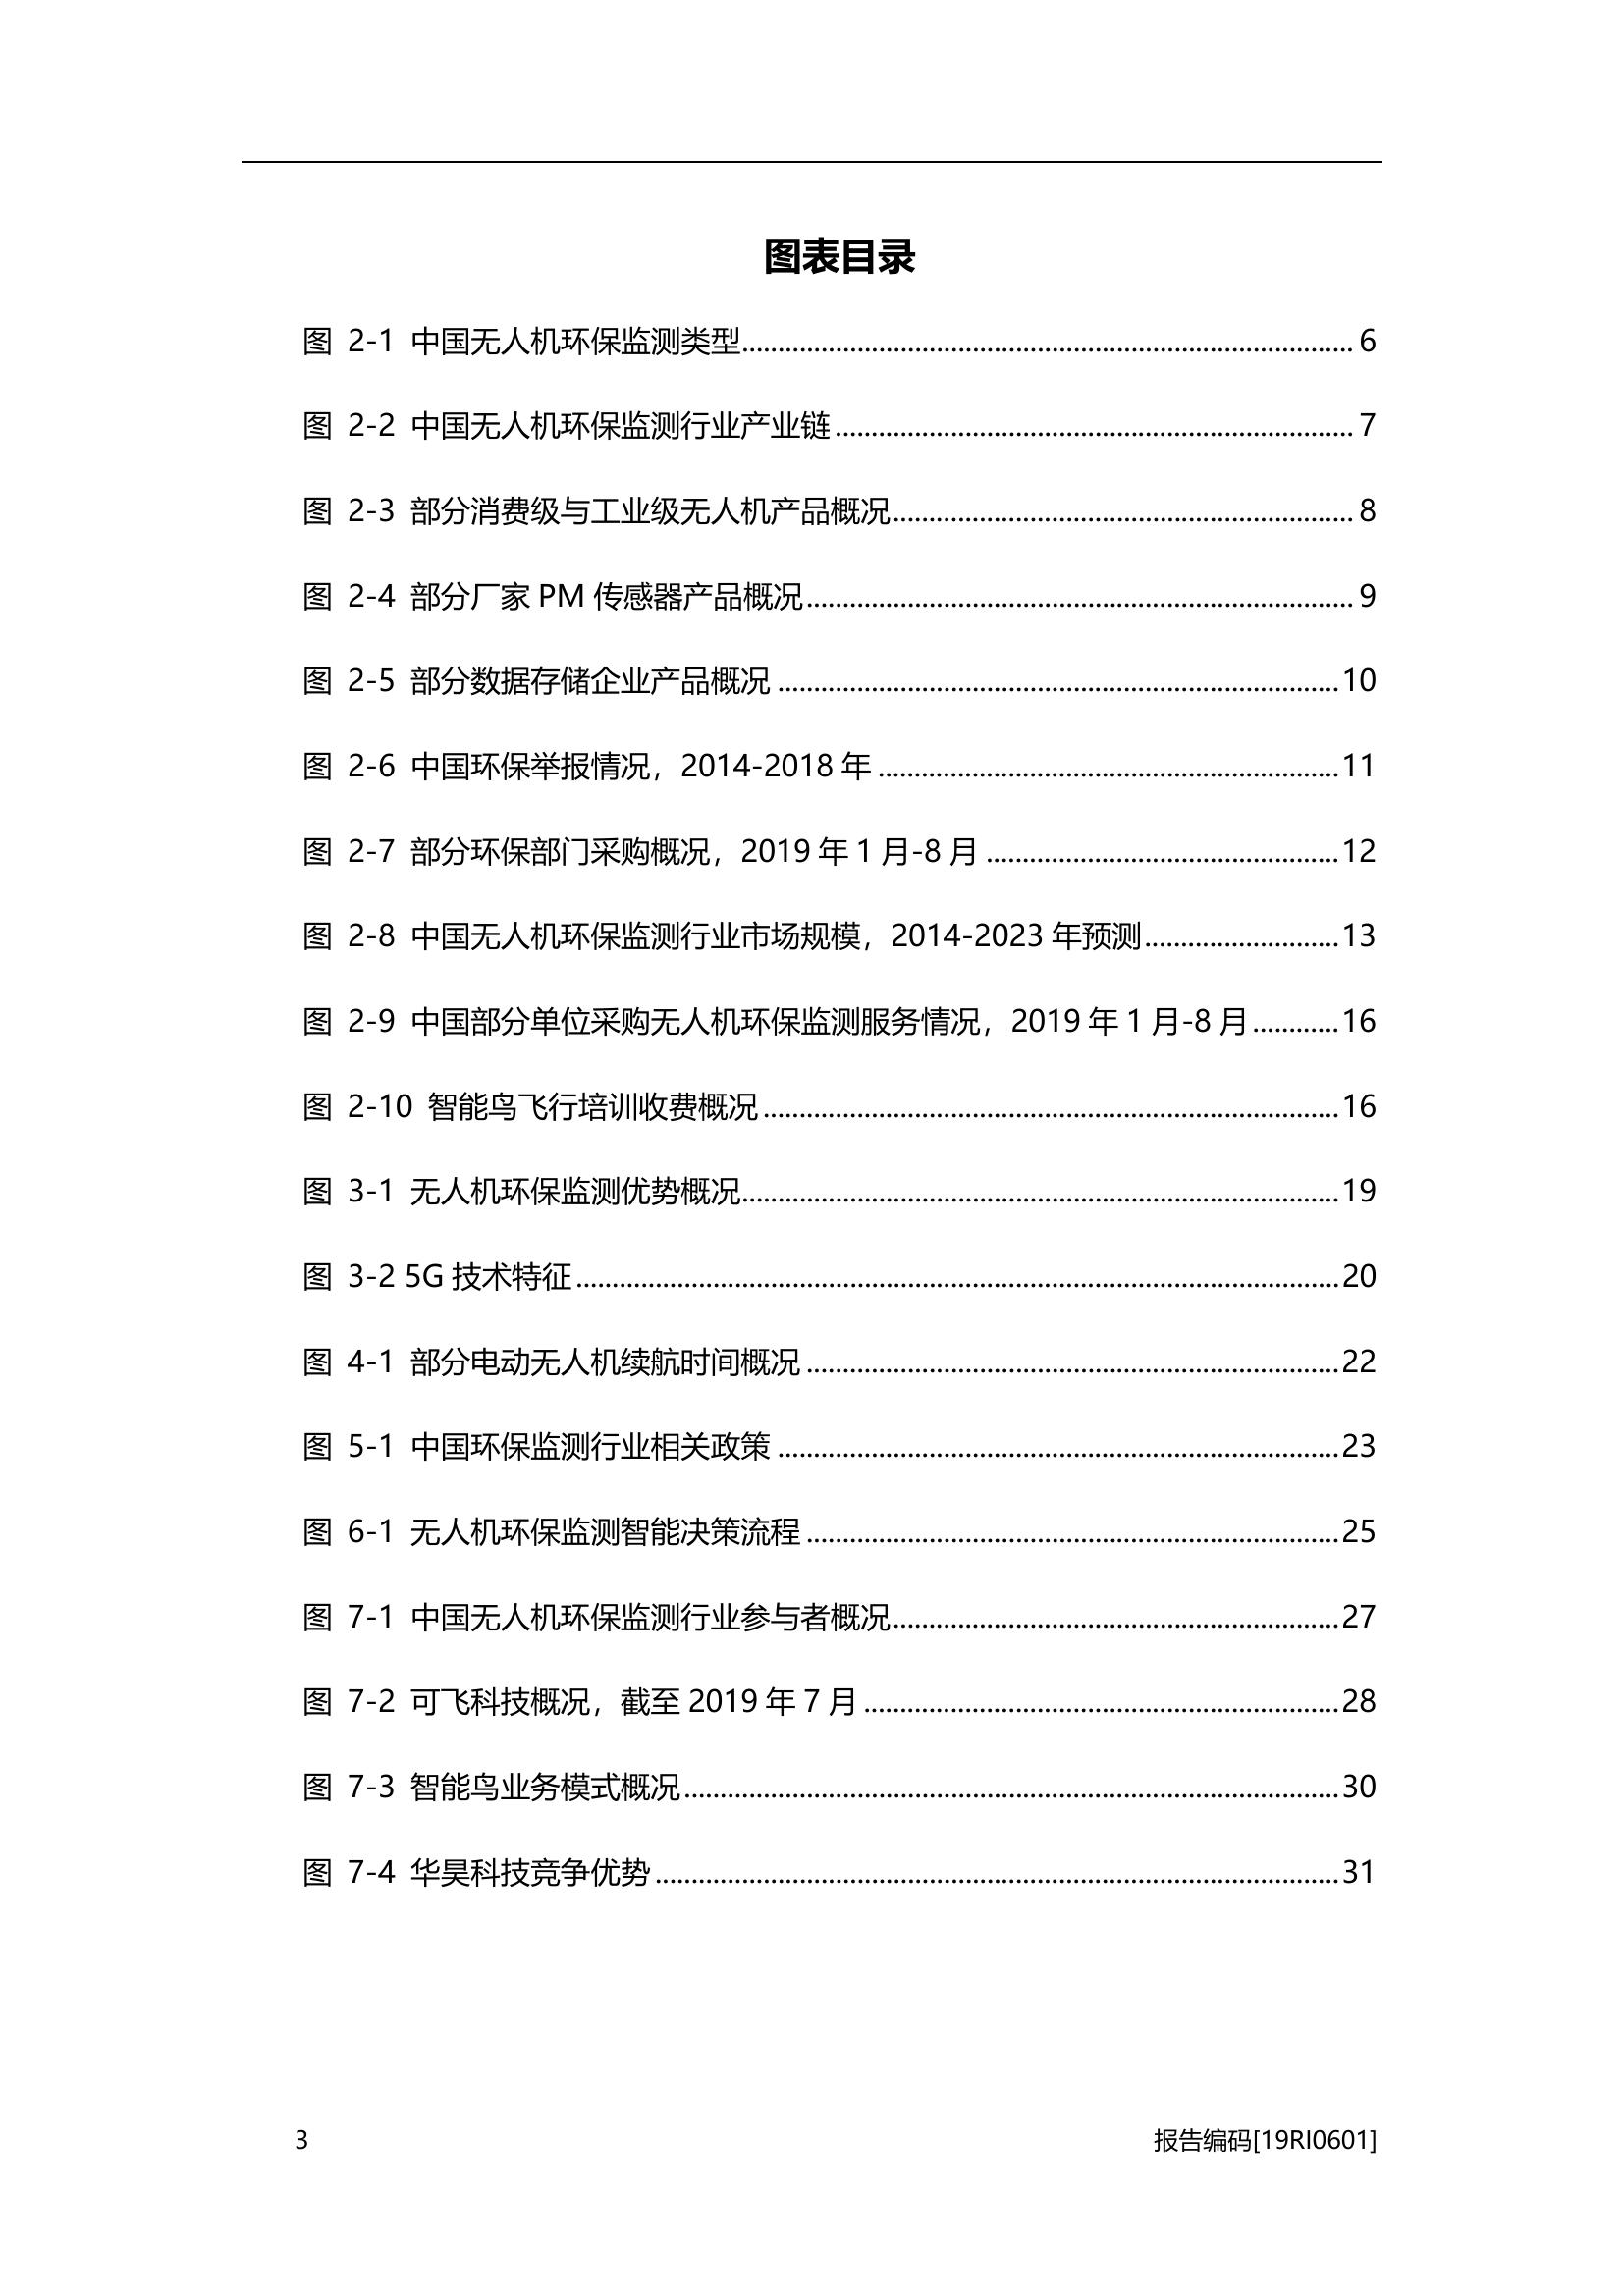 图表目录
图 2-1 中国无人机环保监测类型 6
图 2-2 中国无人机环保监测行业产业链 7
图 2-3 部分消费级与工业级无人机产品概况 8
图 2-4 部分厂家 PM 传感器产品概况 9
图 2-5 部分数据存储企业产品概况 10
图 2-6 中国环保举报情况，2014-2018 年 11
图 2-7 部分环保部门采购概况，2019 年 1 月-8 月 12
图 2-8 中国无人机环保监测行业市场规模，2014-2023 年预测 13
图 2-9 中国部分单位采购无人机环保监测服务情况，2019 年 1 月-8 月 16
图 2-10 智能鸟飞行培训收费概况 16
图 3-1 无人机环保监测优势概况 19
图 3-2 5G 技术特征 20
图 4-1 部分电动无人机续航时间概况 22
图 5-1 中国环保监测行业相关政策 23
图 6-1 无人机环保监测智能决策流程 25
图 7-1 中国无人机环保监测行业参与者概况 27
图 7-2 可飞科技概况，截至 2019 年 7 月 28
图 7-3 智能鸟业务模式概况 30
图 7-4 华昊科技竞争优势 31
3 报告编码[19RI0601]